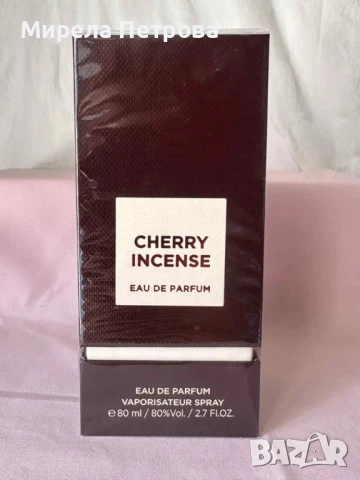 Мирела Петрова
CHERRY
INCENSE
EAU DE PARFUM
EAU DE PARFUM
VAPORISATEUR SPRAY
℮ 80 ml / 80%Vol. / 2.7 Fl.OZ.
BAZAR